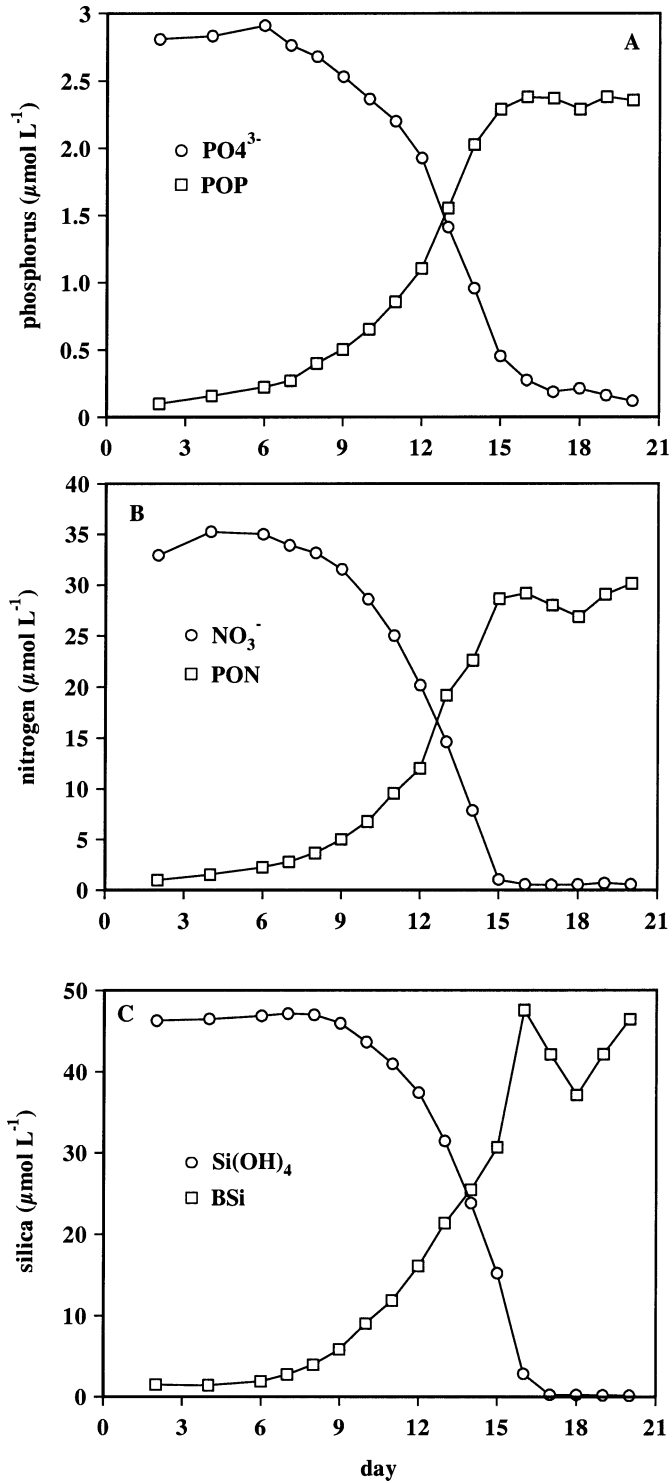 3
2.5
2.0
1.5
1.0
0.5
0
phosphorus (µmol L⁻¹)
A
PO4³⁻
POP
0 3 6 9 12 15 18 21
40
35
30
25
20
15
10
5
0
nitrogen (µmol L⁻¹)
B
NO₃⁻
PON
0 3 6 9 12 15 18 21
50
40
30
20
10
0
silica (µmol L⁻¹)
C
Si(OH)₄
BSi
0 3 6 9 12 15 18 21
day